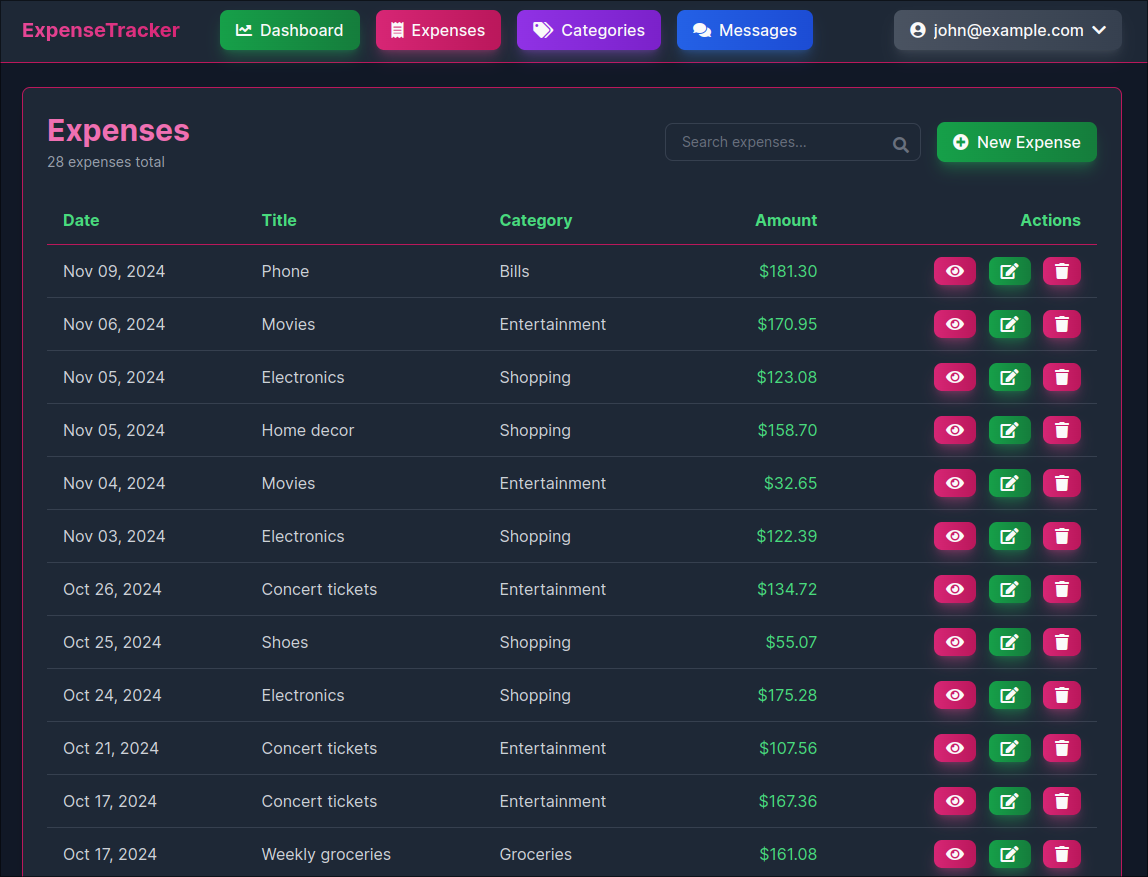 ExpenseTracker Dashboard Expenses Categories Messages john@example.com
Expenses
28 expenses total
Search expenses... New Expense
Date Title Category Amount Actions
Nov 09, 2024 Phone Bills $181.30
Nov 06, 2024 Movies Entertainment $170.95
Nov 05, 2024 Electronics Shopping $123.08
Nov 05, 2024 Home decor Shopping $158.70
Nov 04, 2024 Movies Entertainment $32.65
Nov 03, 2024 Electronics Shopping $122.39
Oct 26, 2024 Concert tickets Entertainment $134.72
Oct 25, 2024 Shoes Shopping $55.07
Oct 24, 2024 Electronics Shopping $175.28
Oct 21, 2024 Concert tickets Entertainment $107.56
Oct 17, 2024 Concert tickets Entertainment $167.36
Oct 17, 2024 Weekly groceries Groceries $161.08